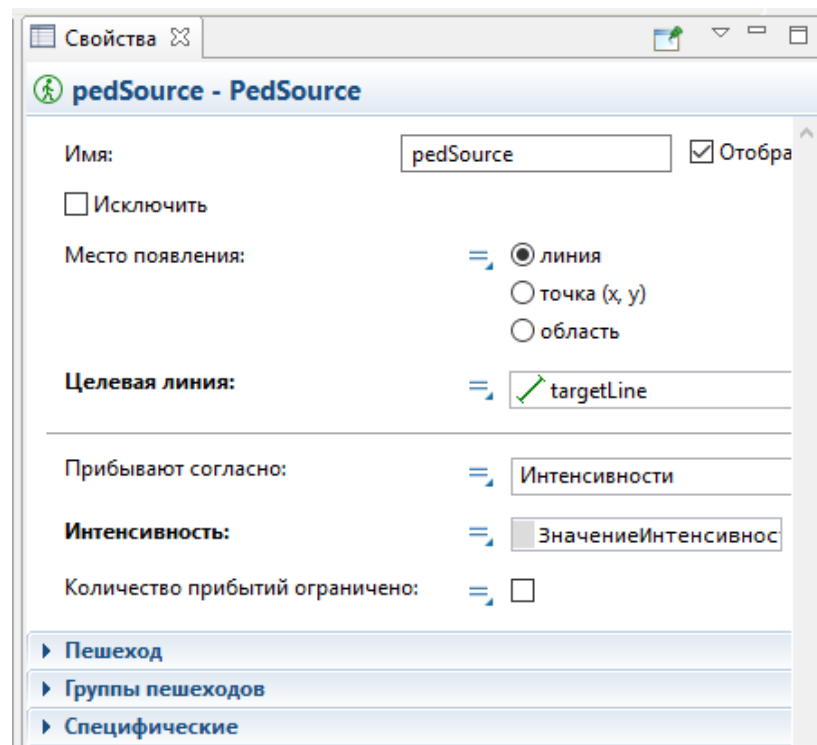 Свойства
pedSource - PedSource
Имя: pedSource Отобра
Исключить
Место появления: линия
точка (x, y)
область
Целевая линия: targetLine
Прибывают согласно: Интенсивности
Интенсивность: ЗначениеИнтенсивнос
Количество прибытий ограничено:
Пешеход
Группы пешеходов
Специфические